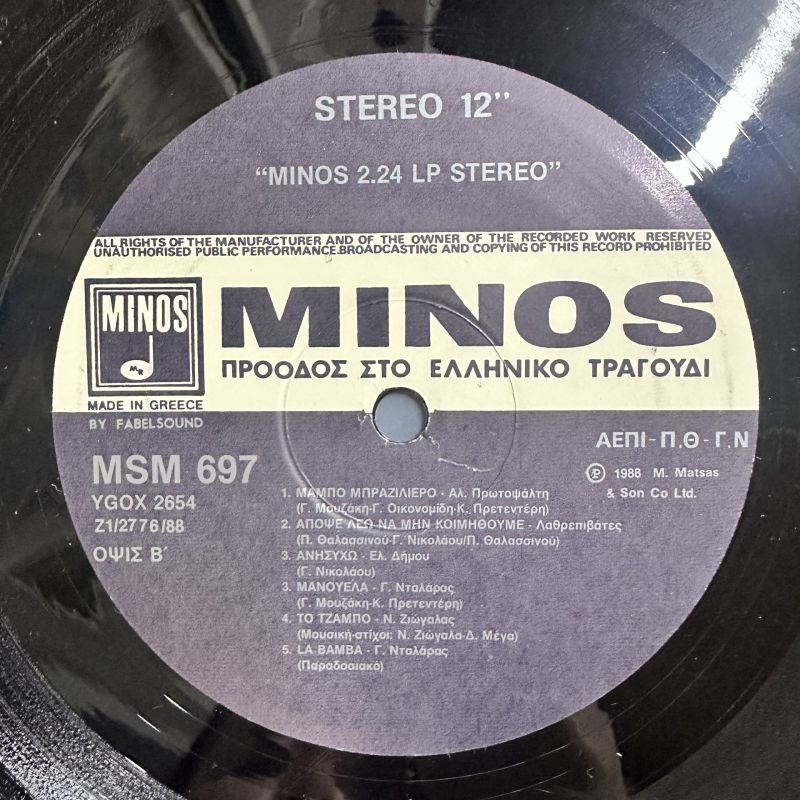 STEREO 12"
"MINOS 2.24 LP STEREO"
ALL RIGHTS OF THE MANUFACTURER AND OF THE OWNER OF THE RECORDED WORK RESERVED
UNAUTHORISED PUBLIC PERFORMANCE.BROADCASTING AND COPYING OF THIS RECORD PROHIBITED
MINOS
MR
MINOS
ΠΡΟΟΔΟΣ ΣΤΟ ΕΛΛΗΝΙΚΟ ΤΡΑΓΟΥΔΙ
MADE IN GREECE
BY FABELSOUND
ΑΕΠΙ-Π.Θ-Γ.Ν
MSM 697
YGOX 2654
Z1/2776/88
ΟΨΙΣ Β΄
Ⓟ 1988 M. Matsas
& Son Co Ltd.
1. ΜΑΜΠΟ ΜΠΡΑΖΙΛΙΕΡΟ - Αλ. Πρωτοψάλτη
(Γ. Μουζάκη-Γ. Οικονομίδη-Κ. Πρετεντέρη)
2. ΑΠΟΨΕ ΛΕΩ ΝΑ ΜΗΝ ΚΟΙΜΗΘΟΥΜΕ - Λαθρεπιβάτες
(Π. Θαλασσινού-Γ. Νικολάου/Π. Θαλασσινού)
3. ΑΝΗΣΥΧΩ - Ελ. Δήμου
(Γ. Νικολάου)
3. ΜΑΝΟΥΕΛΑ - Γ. Νταλάρας
(Γ. Μουζάκη-Κ. Πρετεντέρη)
4. ΤΟ ΤΖΑΜΠΟ - Ν. Ζιώγαλας
(Μουσική-στίχοι: Ν. Ζιώγαλα-Δ. Μέγα)
5. LA BAMBA - Γ. Νταλάρας
(Παραδοσιακό)